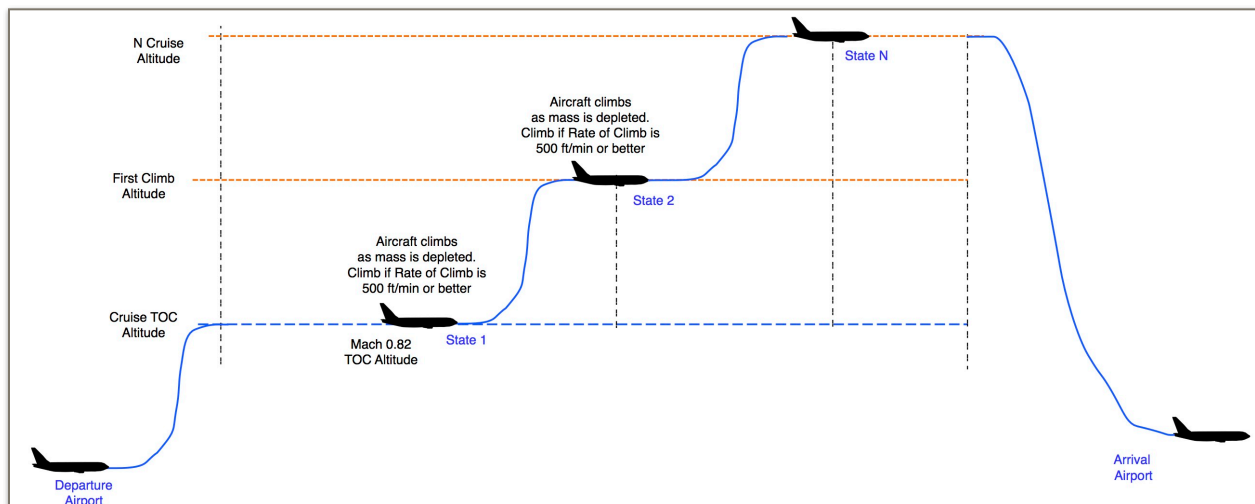 N Cruise
Altitude
State N
Aircraft climbs
as mass is depleted.
Climb if Rate of Climb is
500 ft/min or better
First Climb
Altitude
State 2
Aircraft climbs
as mass is depleted.
Climb if Rate of Climb is
500 ft/min or better
Cruise TOC
Altitude
State 1
Mach 0.82
TOC Altitude
Departure
Airport
Arrival
Airport